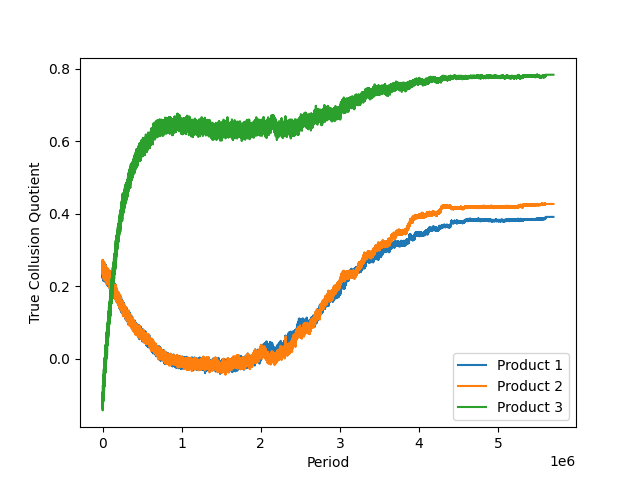 0.8
0.6
0.4
0.2
0.0
True Collusion Quotient
0 1 2 3 4 5
1e6
Period
Product 1
Product 2
Product 3